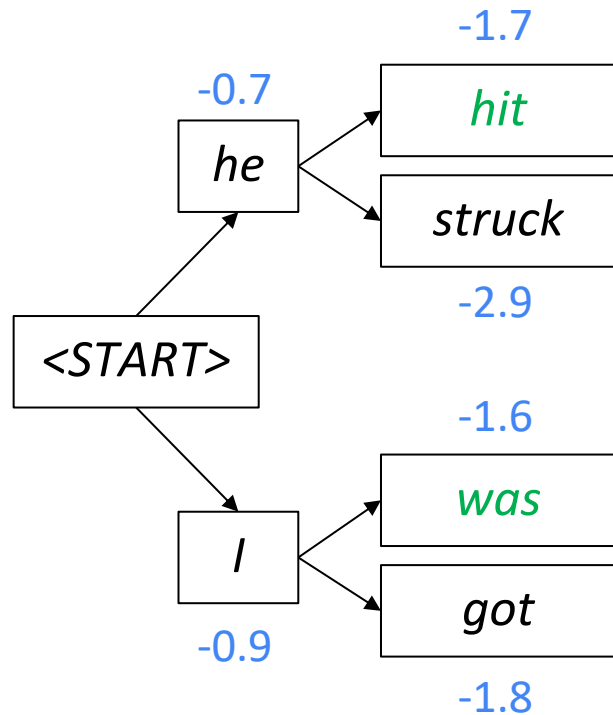 -1.7
-0.7
hit
he
struck
-2.9
<START>
-1.6
was
I
got
-0.9
-1.8